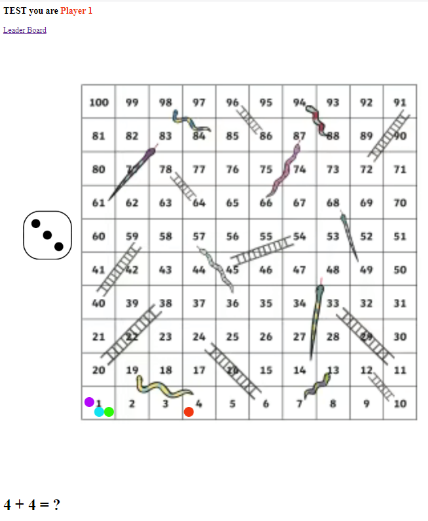 TEST you are Player 1
Leader Board
100 99 98 97 96 95 94 93 92 91
81 82 83 84 85 86 87 88 89 90
80 79 78 77 76 75 74 73 72 71
61 62 63 64 65 66 67 68 69 70
60 59 58 57 56 55 54 53 52 51
41 42 43 44 45 46 47 48 49 50
40 39 38 37 36 35 34 33 32 31
21 22 23 24 25 26 27 28 29 30
20 19 18 17 16 15 14 13 12 11
1 2 3 4 5 6 7 8 9 10
4 + 4 = ?